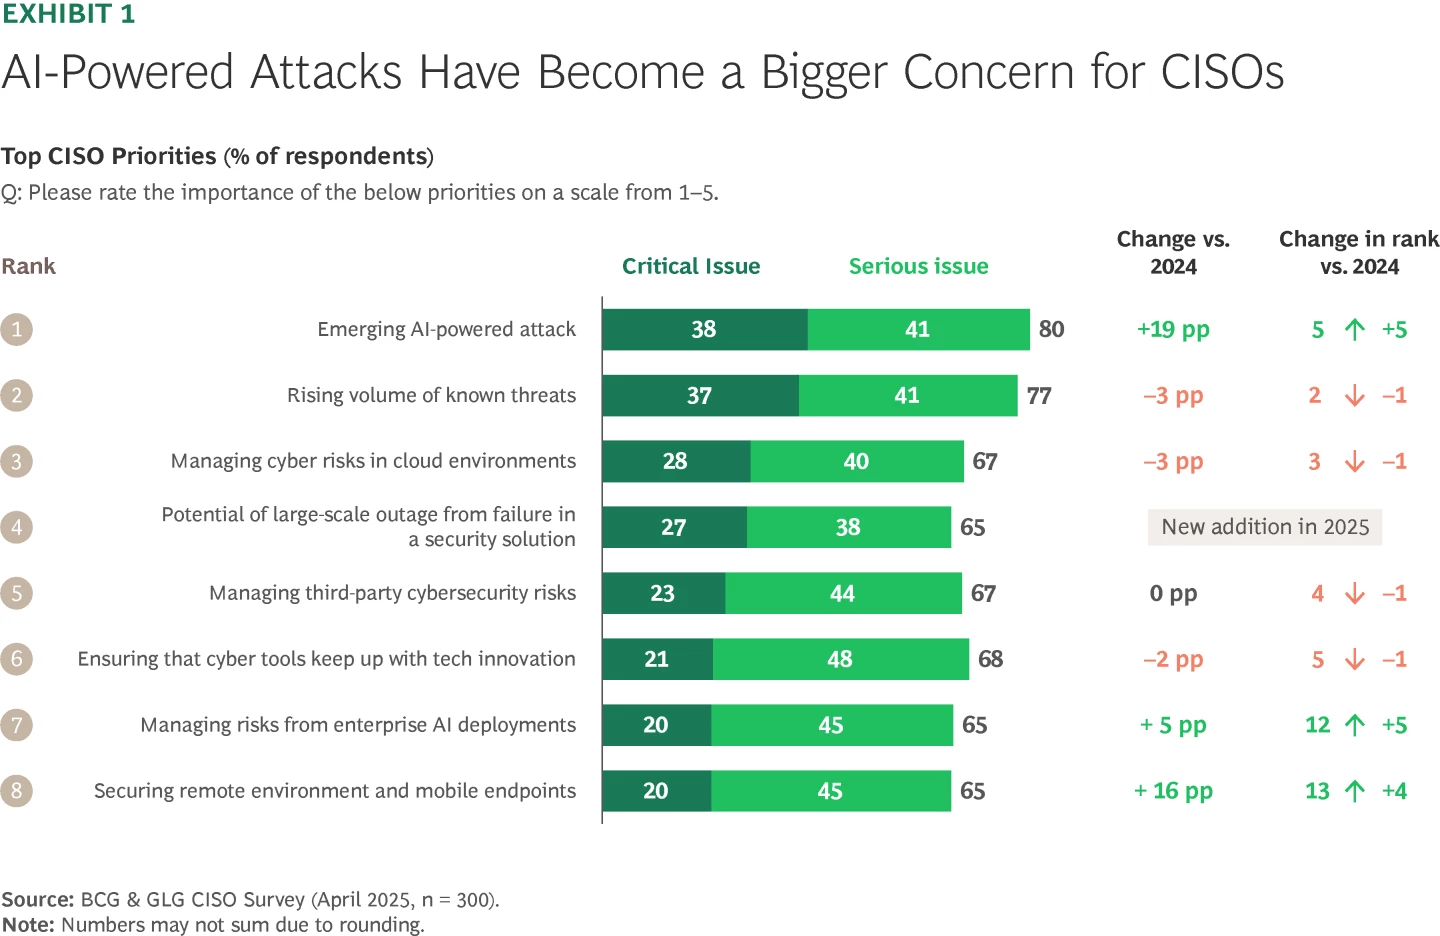 EXHIBIT 1
AI-Powered Attacks Have Become a Bigger Concern for CISOs
Top CISO Priorities (% of respondents)
Q: Please rate the importance of the below priorities on a scale from 1–5.
Rank Critical Issue Serious issue Change vs. 2024 Change in rank vs. 2024
1 Emerging AI-powered attack 38 41 80 +19 pp 5 ↑ +5
2 Rising volume of known threats 37 41 77 –3 pp 2 ↓ –1
3 Managing cyber risks in cloud environments 28 40 67 –3 pp 3 ↓ –1
4 Potential of large-scale outage from failure in
a security solution 27 38 65 New addition in 2025
5 Managing third-party cybersecurity risks 23 44 67 0 pp 4 ↓ –1
6 Ensuring that cyber tools keep up with tech innovation 21 48 68 –2 pp 5 ↓ –1
7 Managing risks from enterprise AI deployments 20 45 65 + 5 pp 12 ↑ +5
8 Securing remote environment and mobile endpoints 20 45 65 + 16 pp 13 ↑ +4
Source: BCG & GLG CISO Survey (April 2025, n = 300).
Note: Numbers may not sum due to rounding.